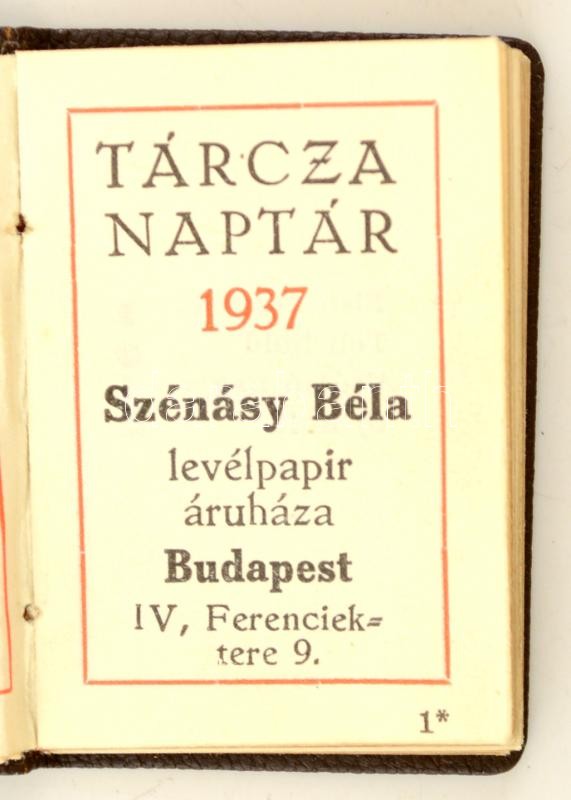 TÁRCZA
NAPTÁR
1937
Szénásy Béla
levélpapir
áruháza
Budapest
IV, Ferenciek=
tere 9.
1*